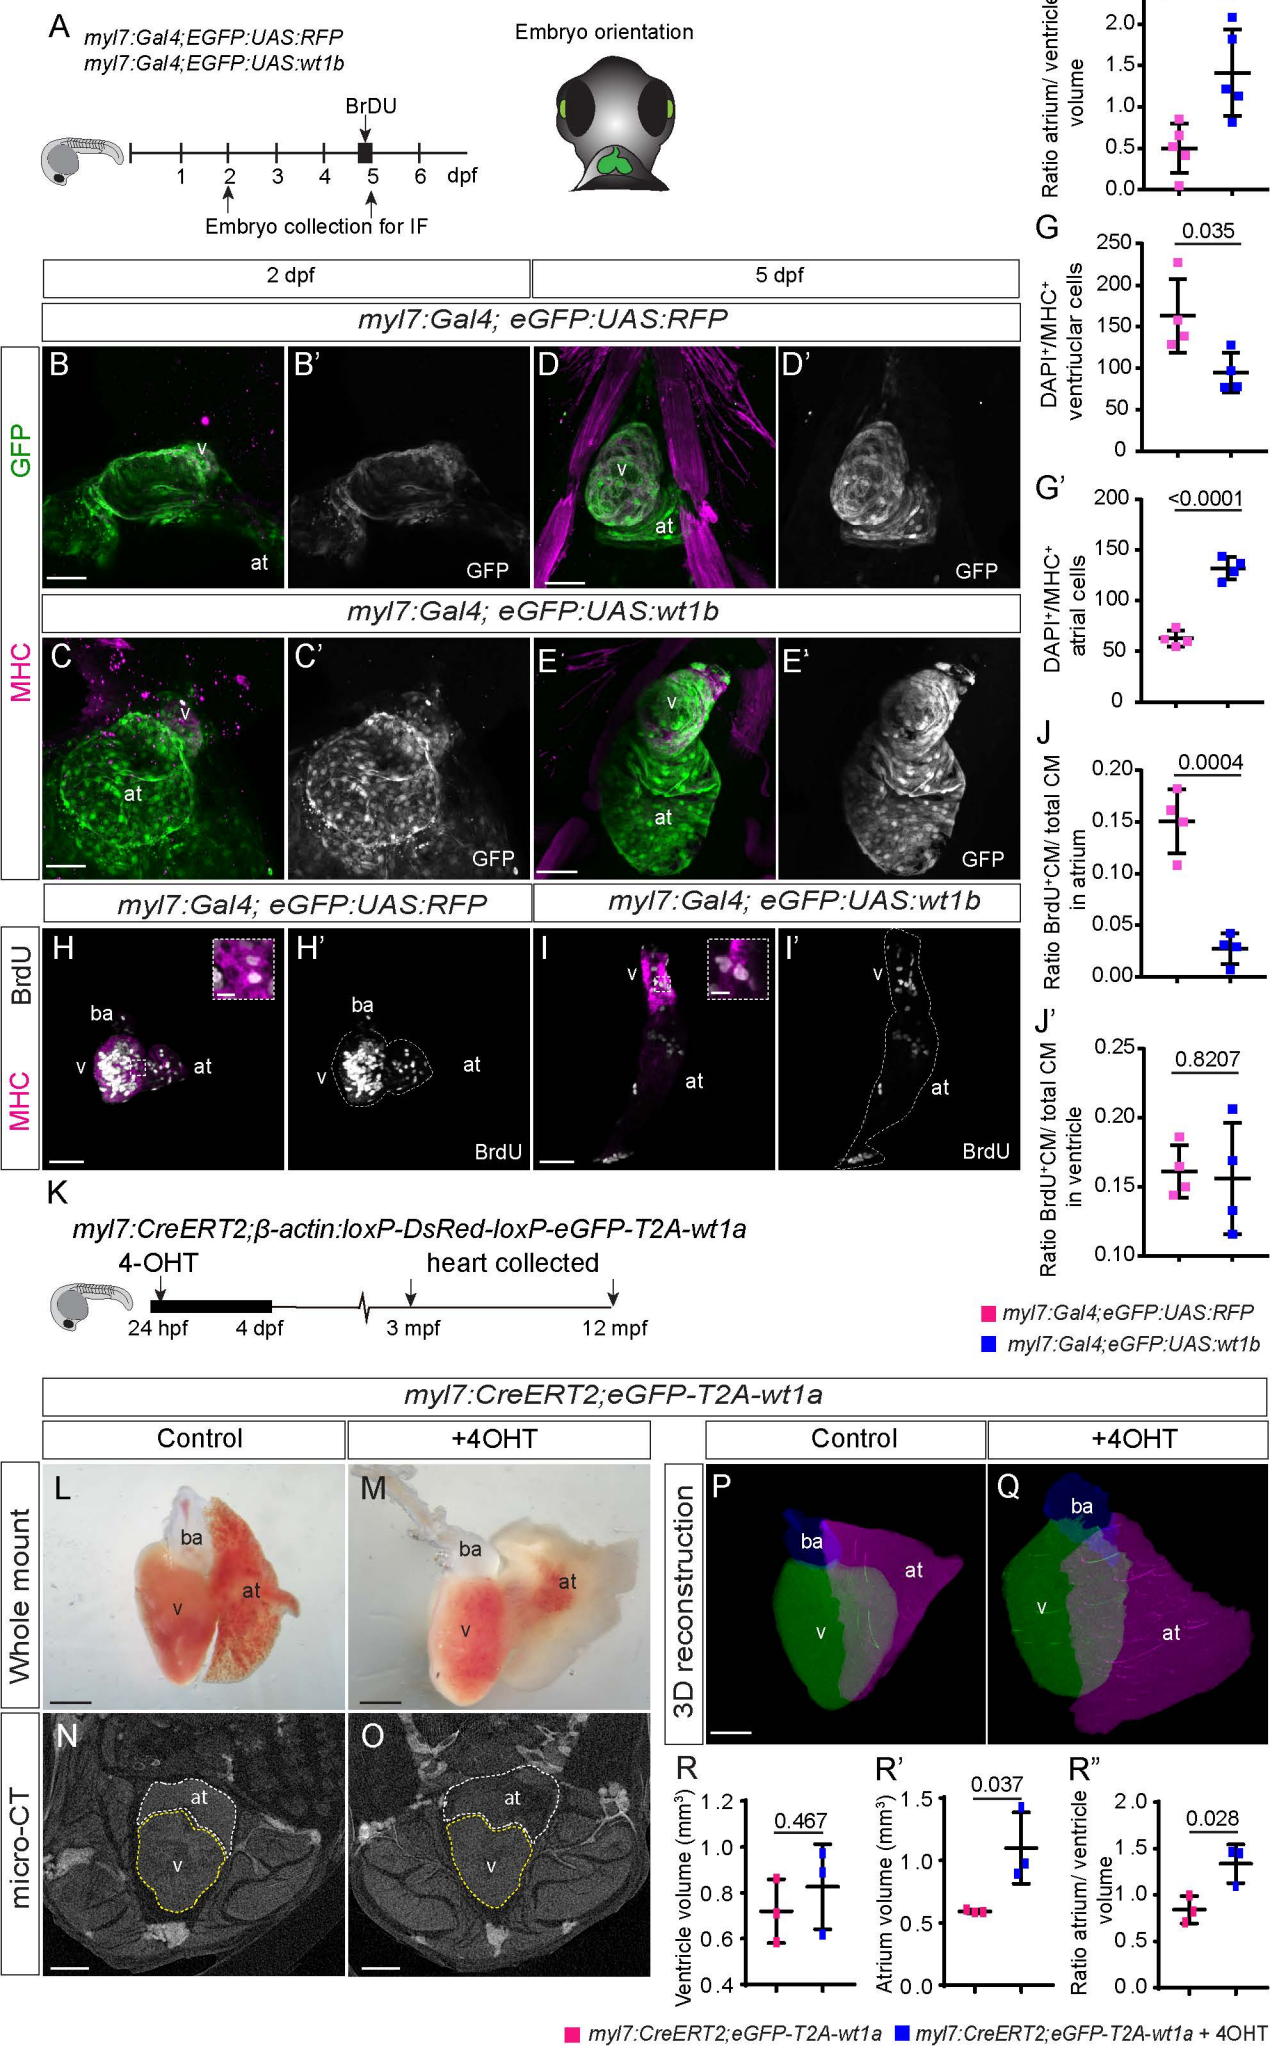 A
myl7:Gal4;EGFP:UAS:RFP
myl7:Gal4;EGFP:UAS:wt1b
BrDU
1 2 3 4 5 6 dpf
Embryo collection for IF
Embryo orientation
Ratio atrium/ ventricle
volume
2.0
1.5
1.0
0.5
0.0
2 dpf
5 dpf
myl7:Gal4; eGFP:UAS:RFP
GFP
MHC
B
v
at
B'
GFP
D
v
at
D'
GFP
myl7:Gal4; eGFP:UAS:wt1b
C
v
at
C'
GFP
E
v
at
E'
GFP
G
0.035
DAPI⁺/MHC⁺
ventriuclar cells
250
200
150
100
50
0
G'
<0.0001
DAPI⁺/MHC⁺
atrial cells
200
150
100
50
0
J
0.0004
Ratio BrdU⁺CM/ total CM
in atrium
0.20
0.15
0.10
0.05
0.00
J'
0.8207
Ratio BrdU⁺CM/ total CM
in ventricle
0.25
0.20
0.15
0.10
myl7:Gal4;eGFP:UAS:RFP
myl7:Gal4;eGFP:UAS:wt1b
myl7:Gal4; eGFP:UAS:RFP
myl7:Gal4; eGFP:UAS:wt1b
MHC BrdU
H
ba
v
at
H'
ba
v
at
BrdU
I
v
at
I'
v
at
BrdU
K
myl7:CreERT2;β-actin:loxP-DsRed-loxP-eGFP-T2A-wt1a
4-OHT
heart collected
24 hpf
4 dpf
3 mpf
12 mpf
myl7:CreERT2;eGFP-T2A-wt1a
Control
+4OHT
Control
+4OHT
Whole mount
L
ba
v
at
M
ba
v
at
3D reconstruction
P
ba
v
at
Q
ba
v
at
micro-CT
N
at
v
O
at
v
R
0.467
Ventricle volume (mm³)
1.2
1.0
0.8
0.6
0.4
R'
0.037
Atrium volume (mm³)
1.5
1.0
0.5
0.0
R"
0.028
Ratio atrium/ ventricle
volume
2.0
1.5
1.0
0.5
0.0
myl7:CreERT2;eGFP-T2A-wt1a
myl7:CreERT2;eGFP-T2A-wt1a + 4OHT